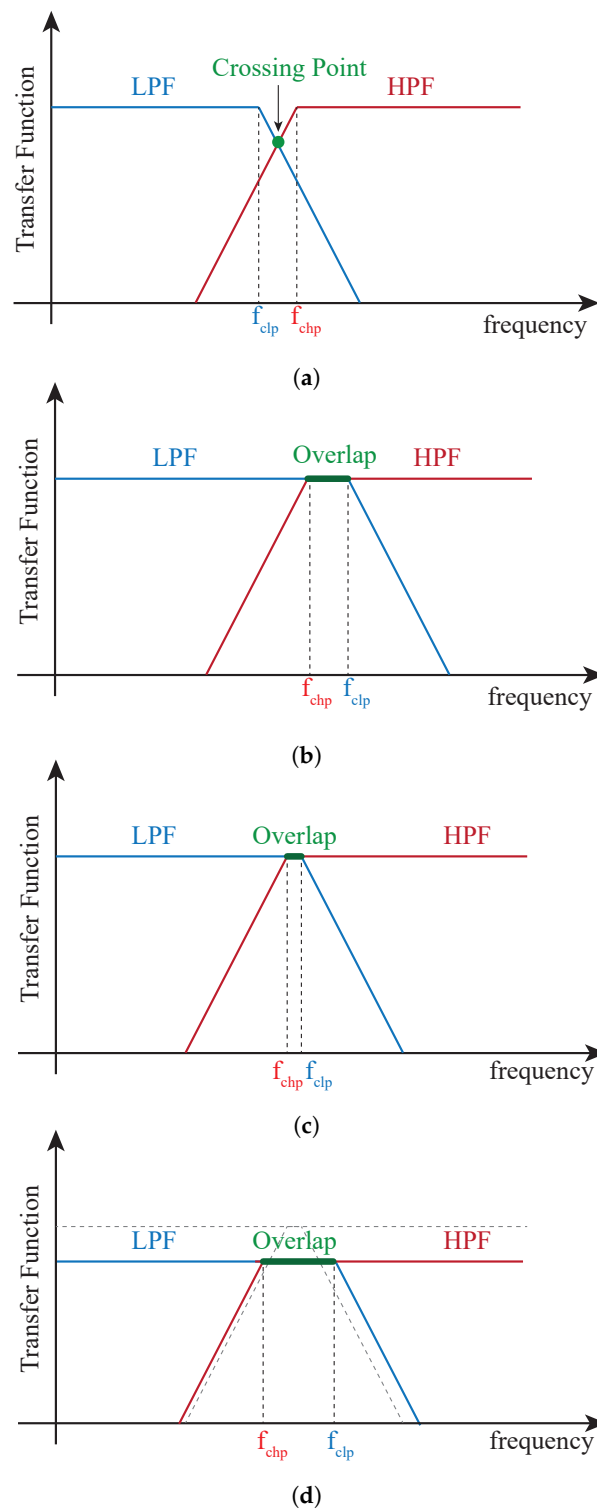 Transfer Function
Crossing Point
LPF
HPF
f_clp
f_chp
frequency
(a)
Transfer Function
LPF
Overlap
HPF
f_chp
f_clp
frequency
(b)
Transfer Function
LPF
Overlap
HPF
f_chp
f_clp
frequency
(c)
Transfer Function
LPF
Overlap
HPF
f_chp
f_clp
frequency
(d)